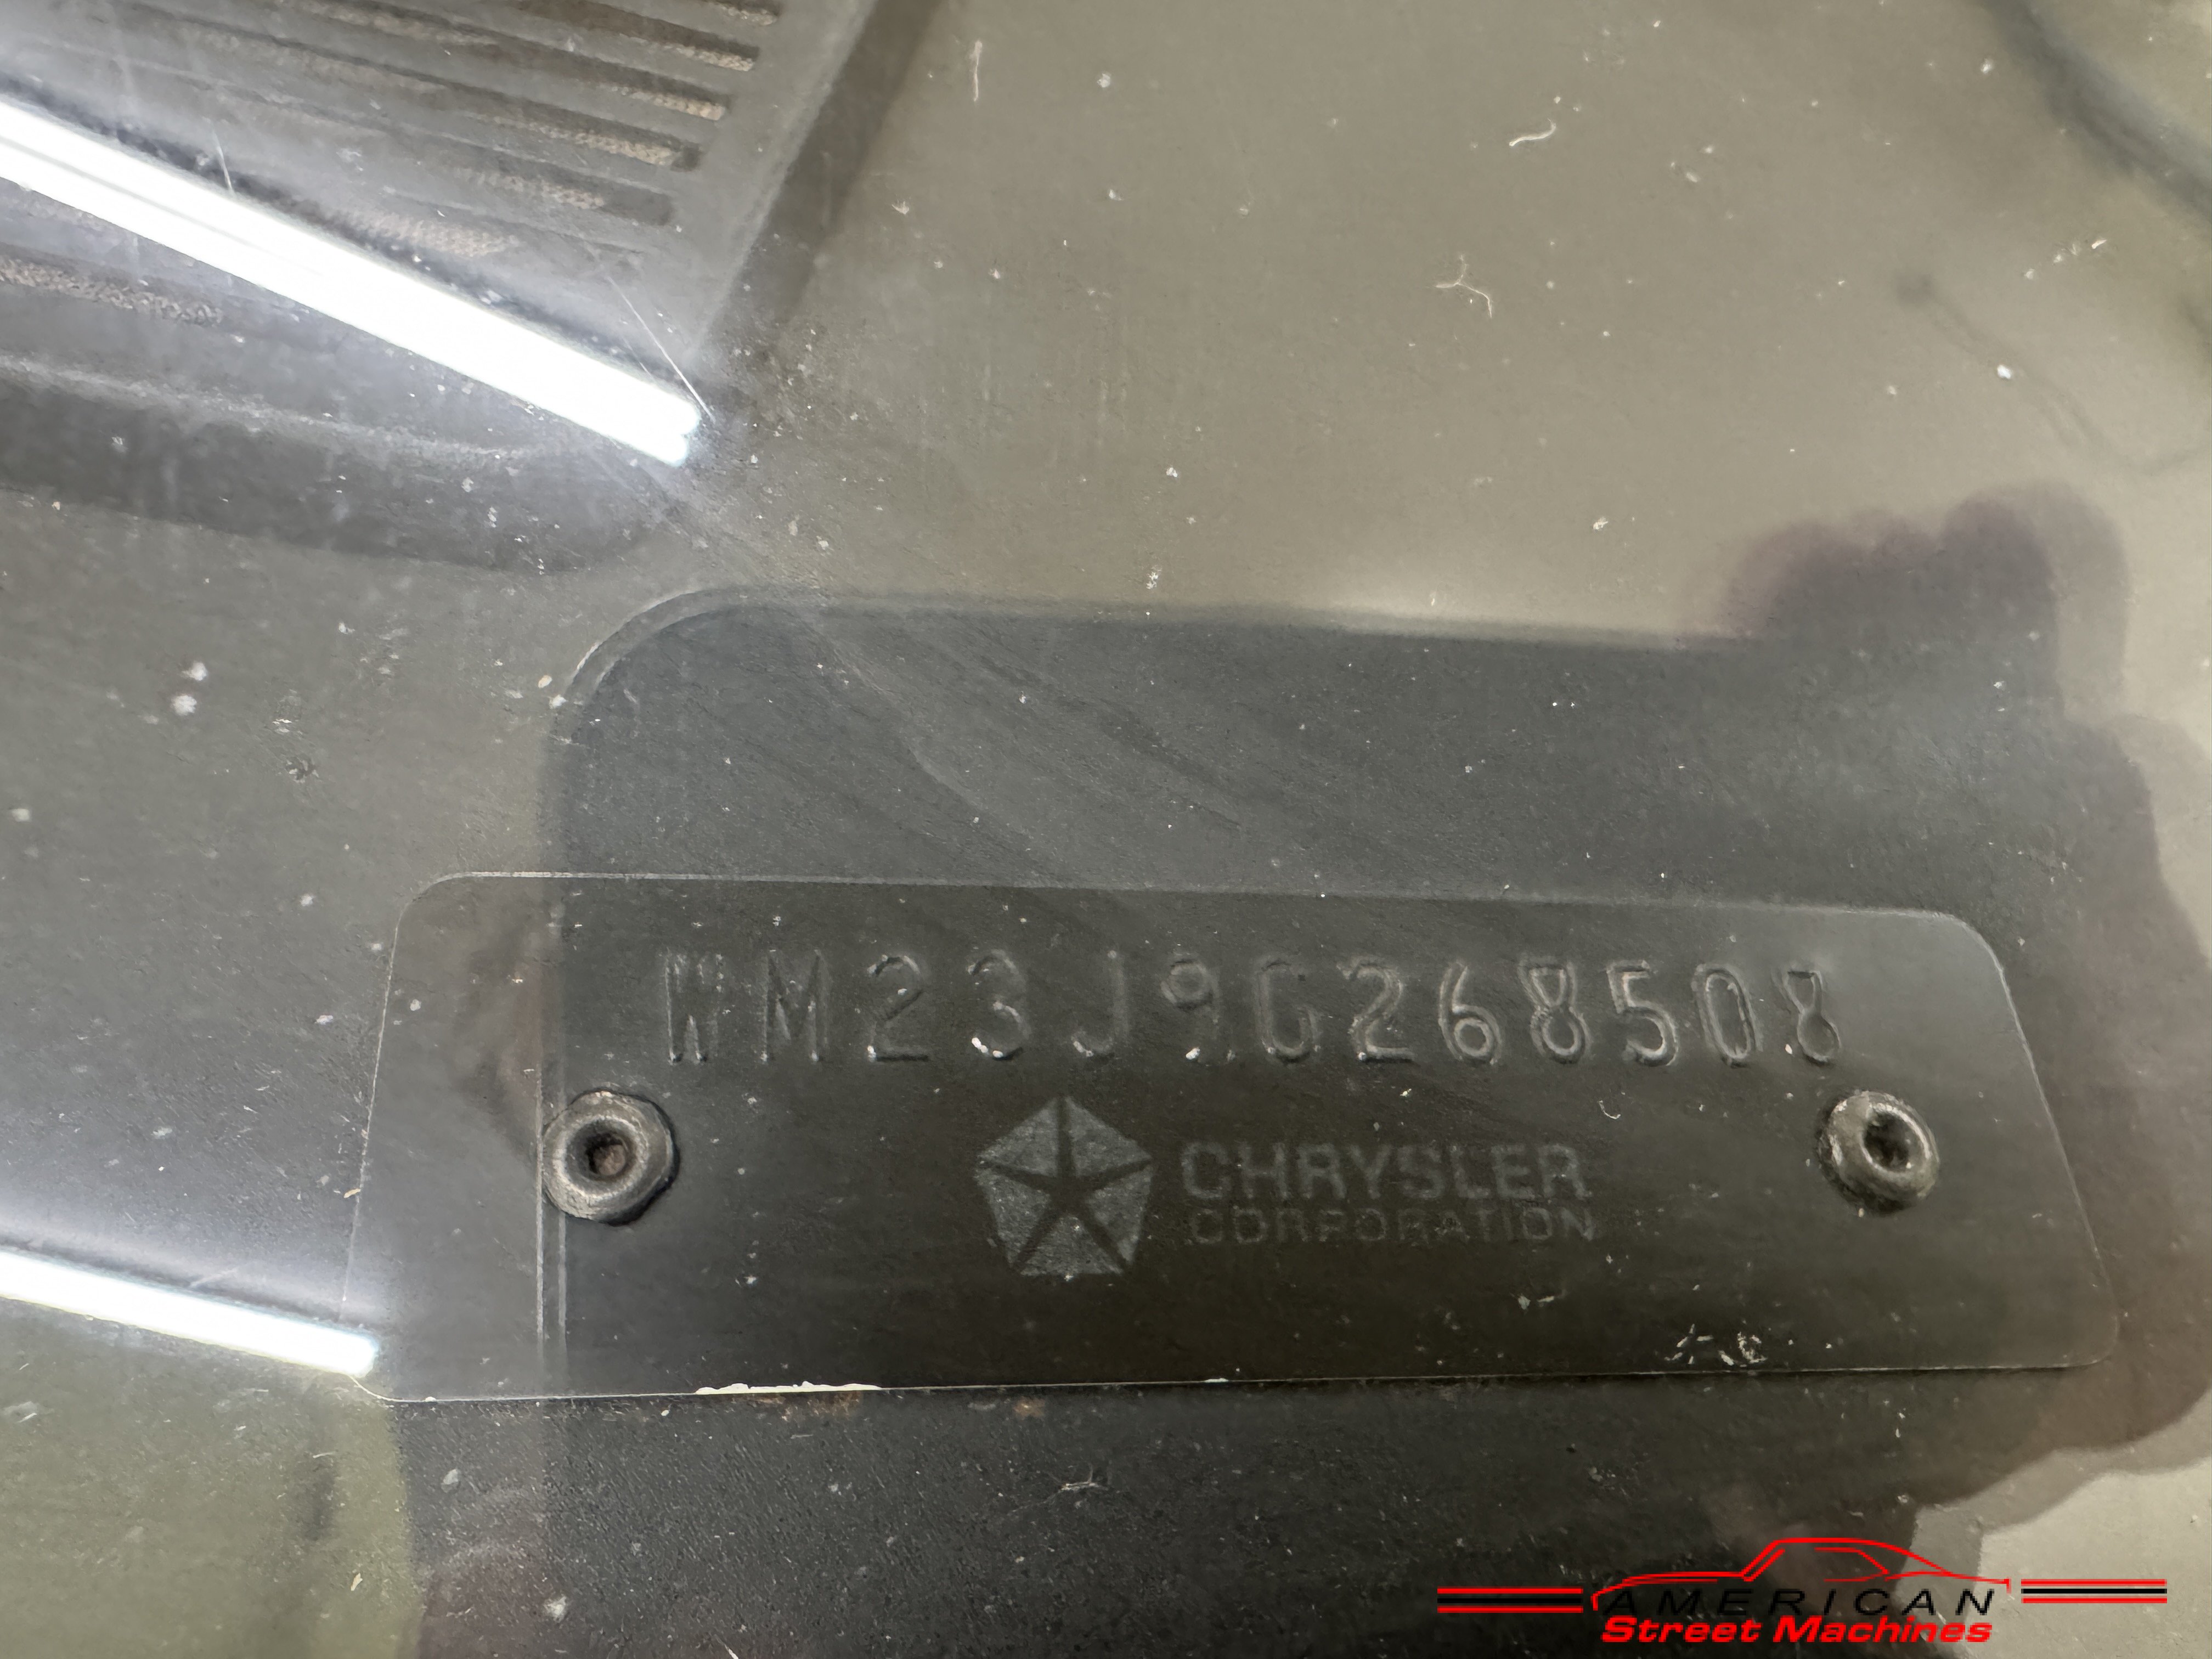 WM23J9G268508
CHRYSLER
CORPORATION
AMERICAN
Street Machines